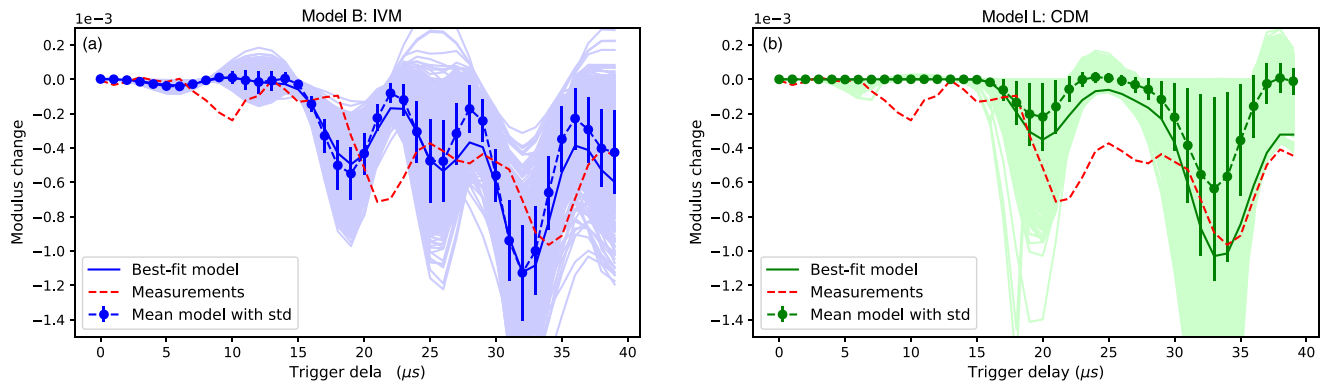 Model B: IVM
1e−3
(a)
0.2
0.0
−0.2
−0.4
−0.6
−0.8
−1.0
−1.2
−1.4
Modulus change
Best-fit model
Measurements
Mean model with std
0 5 10 15 20 25 30 35 40
Trigger dela (μs)
Model L: CDM
1e−3
(b)
0.2
0.0
−0.2
−0.4
−0.6
−0.8
−1.0
−1.2
−1.4
Modulus change
Best-fit model
Measurements
Mean model with std
0 5 10 15 20 25 30 35 40
Trigger delay (μs)